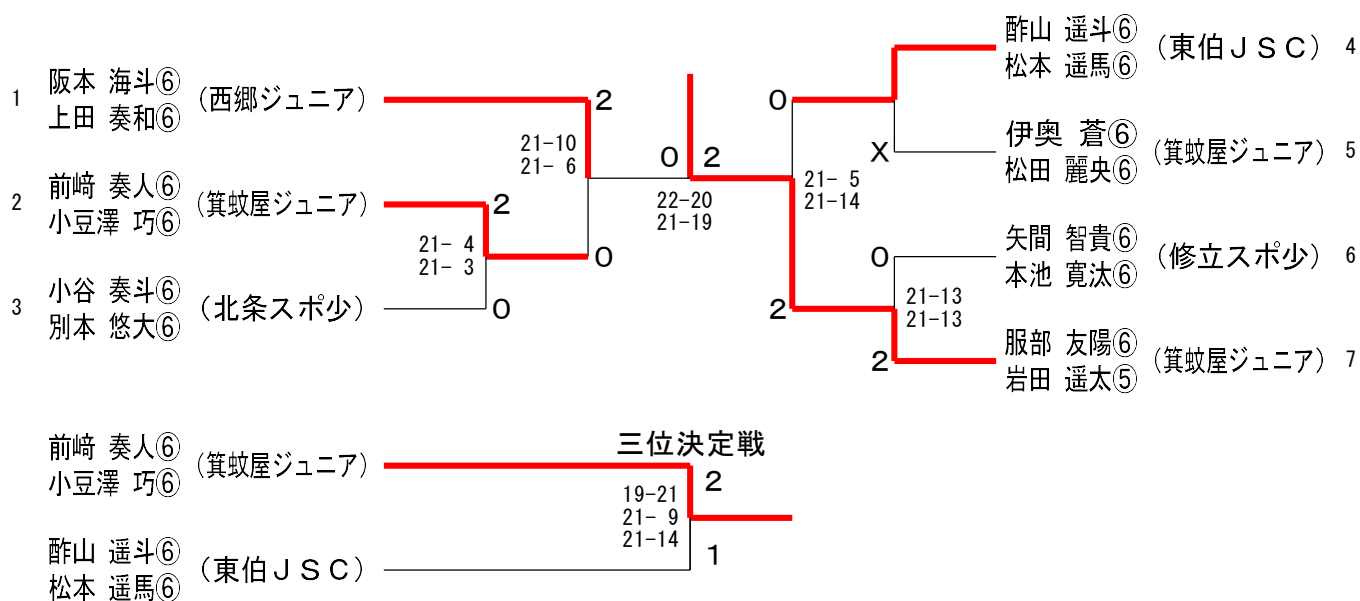 1 阪本 海斗⑥ (西郷ジュニア)
上田 奏和⑥
2 前﨑 奏人⑥ (箕蚊屋ジュニア)
小豆澤 巧⑥
3 小谷 奏斗⑥ (北条スポ少)
別本 悠大⑥
2
21-10
21- 6
2
21- 4
21- 3
0
0
0 2
22-20
21-19
0
21- 5
21-14
2
X
0
21-13
21-13
2
酢山 遥斗⑥ (東伯JSC) 4
松本 遥馬⑥
伊奥 蒼⑥ (箕蚊屋ジュニア) 5
松田 麗央⑥
矢間 智貴⑥ (修立スポ少) 6
本池 寛汰⑥
服部 友陽⑥ (箕蚊屋ジュニア) 7
岩田 遥太⑤
三位決定戦
前﨑 奏人⑥ (箕蚊屋ジュニア)
小豆澤 巧⑥
酢山 遥斗⑥ (東伯JSC)
松本 遥馬⑥
2
19-21
21- 9
21-14
1